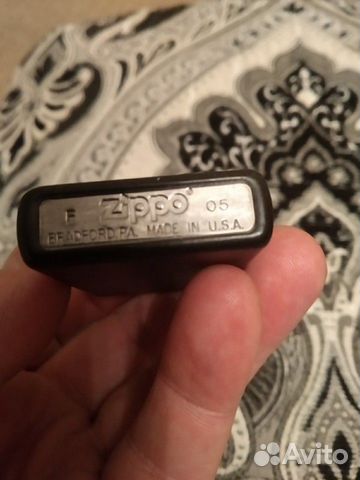 F Zippo® 05
BRADFORD, PA. MADE IN U.S.A.
Avito